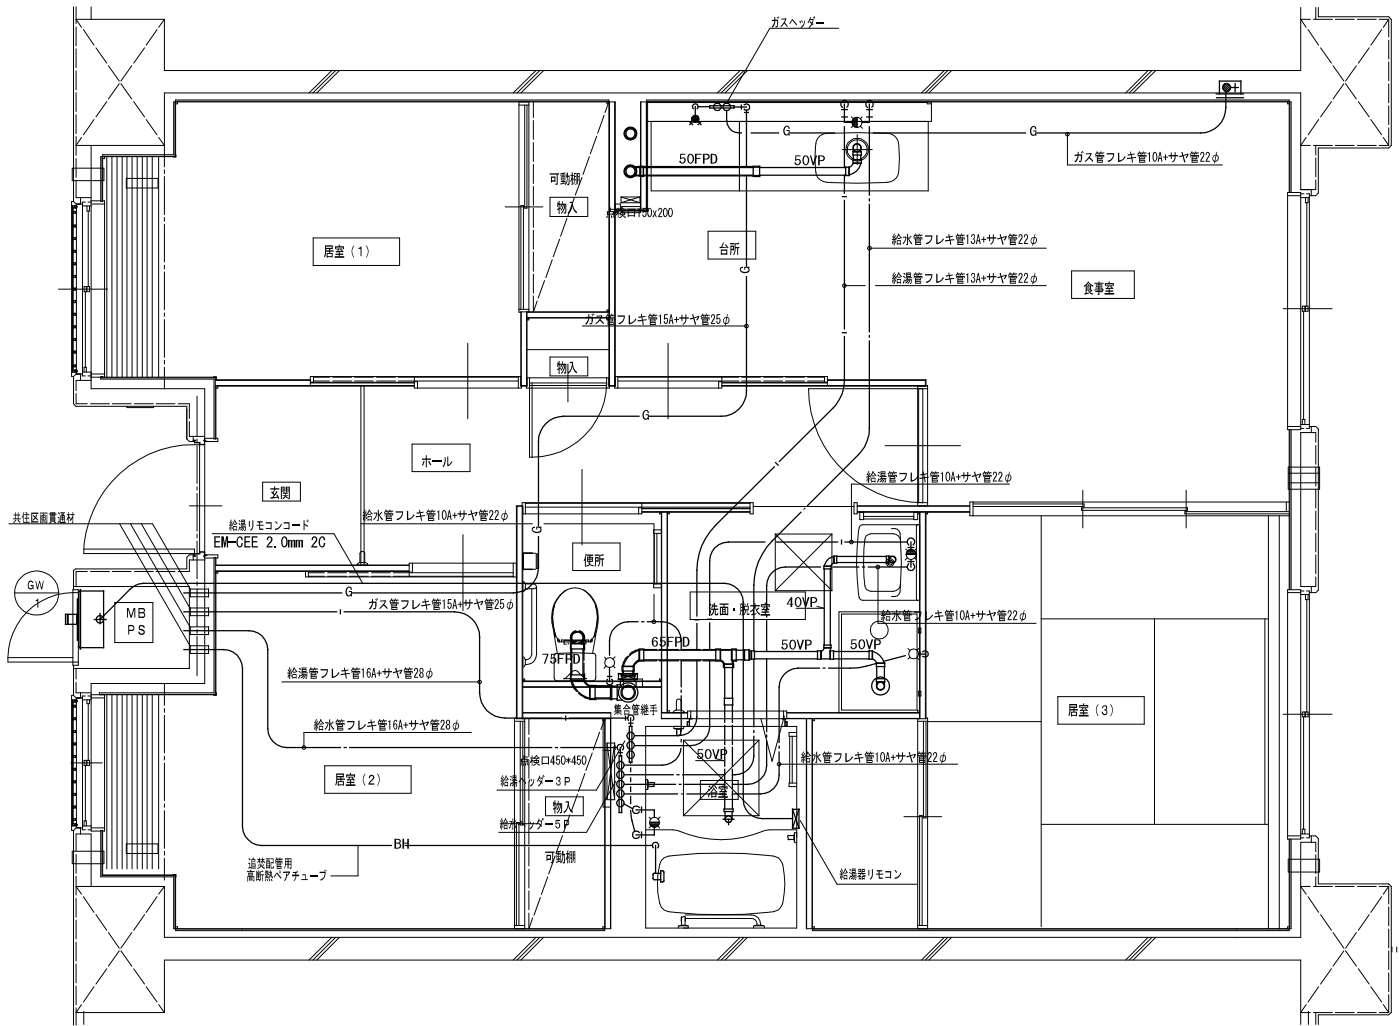 ガスヘッダー
G
G
ガス管フレキ管10A+サヤ管22φ
50FPD
50VP
可動棚
物入
点検口150x200
居室（1）
台所
給水管フレキ管13A+サヤ管22φ
給湯管フレキ管13A+サヤ管22φ
食事室
G
ガス管フレキ管15A+サヤ管25φ
物入
G
ホール
玄関
給湯管フレキ管10A+サヤ管22φ
共住区画貫通材
給湯リモコンコード
EM-CEE 2.0mm 2C
給水管フレキ管10A+サヤ管22φ
G
便所
GW
1
MB
PS
G
ガス管フレキ管15A+サヤ管25φ
洗面・脱衣室
40VP
給水管フレキ管10A+サヤ管22φ
75FPD
65FPD
50VP
50VP
給湯管フレキ管16A+サヤ管28φ
集合管継手
居室（3）
給水管フレキ管16A+サヤ管28φ
点検口450*450
50VP
給水管フレキ管10A+サヤ管22φ
居室（2）
給湯ヘッダー3P
浴室
物入
給水ヘッダー5P
BH
可動棚
追焚配管用
高断熱ペアチューブ
給湯器リモコン